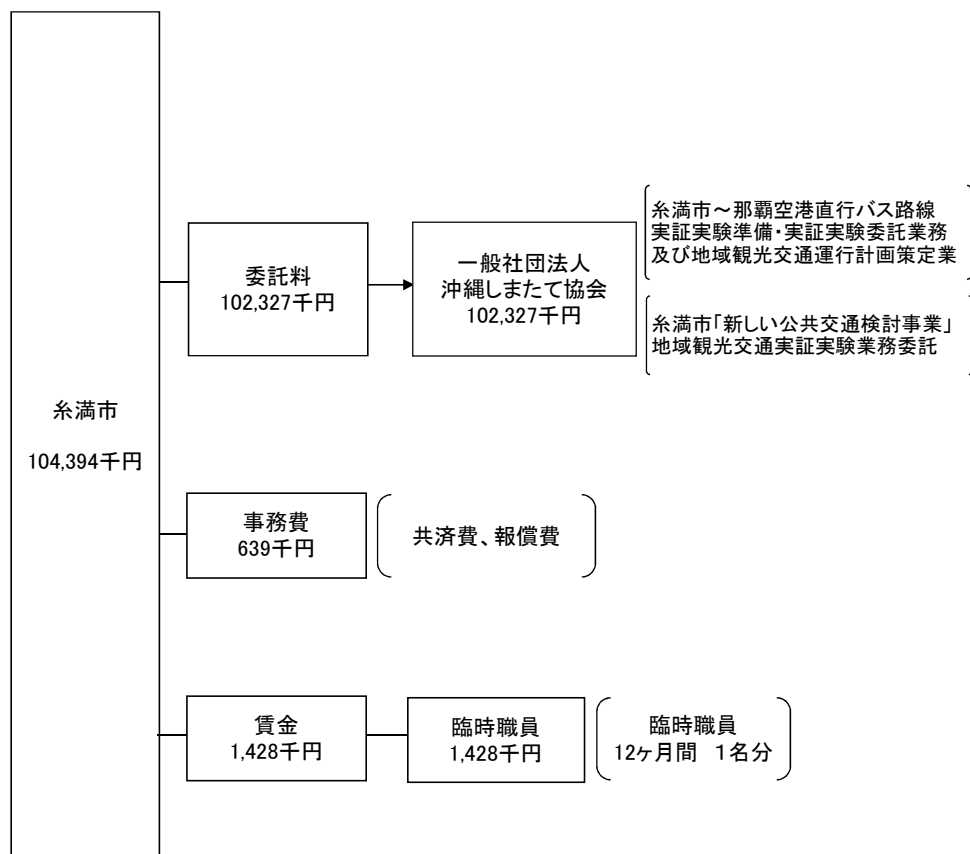 糸満市
104,394千円
委託料
102,327千円
一般社団法人
沖縄しまたて協会
102,327千円
糸満市～那覇空港直行バス路線
実証実験準備・実証実験委託業務
及び地域観光交通運行計画策定業
糸満市「新しい公共交通検討事業」
地域観光交通実証実験業務委託
事務費
639千円
共済費、報償費
賃金
1,428千円
臨時職員
1,428千円
臨時職員
12ヶ月間　1名分